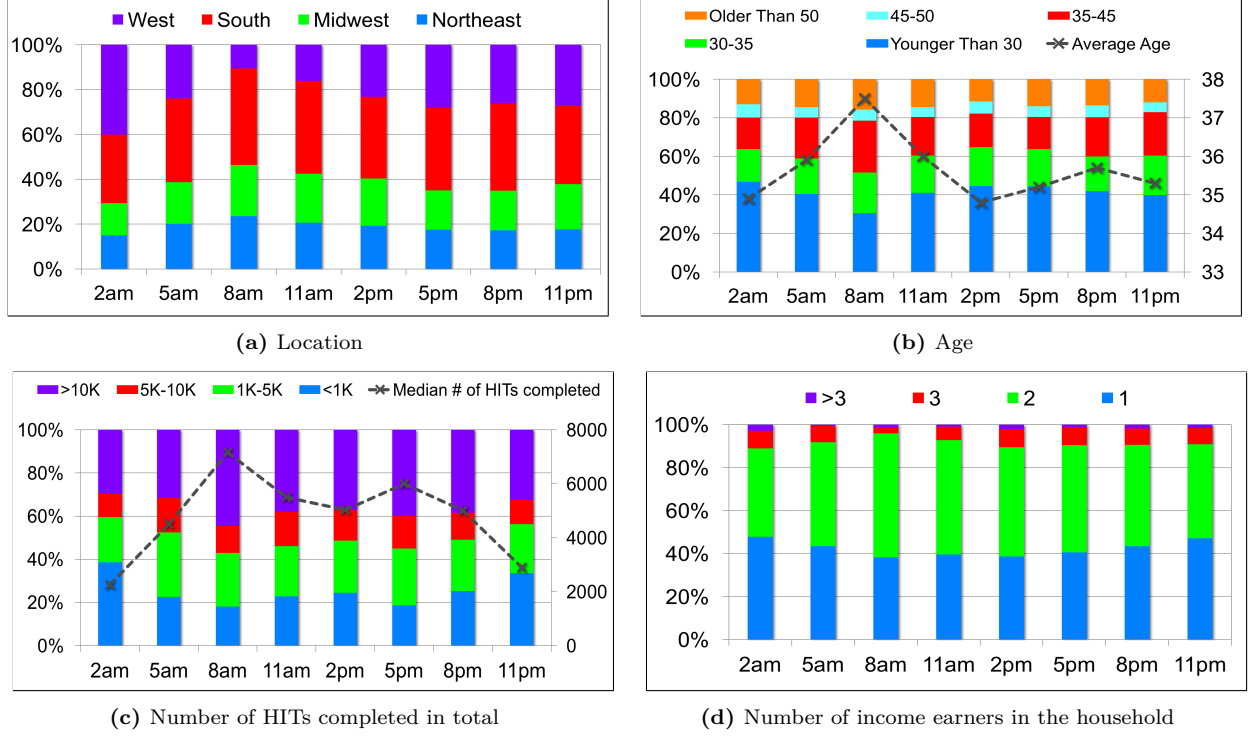 West South Midwest Northeast
100%
80%
60%
40%
20%
0%
2am 5am 8am 11am 2pm 5pm 8pm 11pm
(a) Location
Older Than 50 45-50 35-45
30-35 Younger Than 30 Average Age
100% 38
80% 37
60% 36
40% 35
20% 34
0% 33
2am 5am 8am 11am 2pm 5pm 8pm 11pm
(b) Age
>10K 5K-10K 1K-5K <1K Median # of HITs completed
100% 8000
80%
6000
60%
4000
40%
2000
20%
0% 0
2am 5am 8am 11am 2pm 5pm 8pm 11pm
(c) Number of HITs completed in total
>3 3 2 1
100%
80%
60%
40%
20%
0%
2am 5am 8am 11am 2pm 5pm 8pm 11pm
(d) Number of income earners in the household